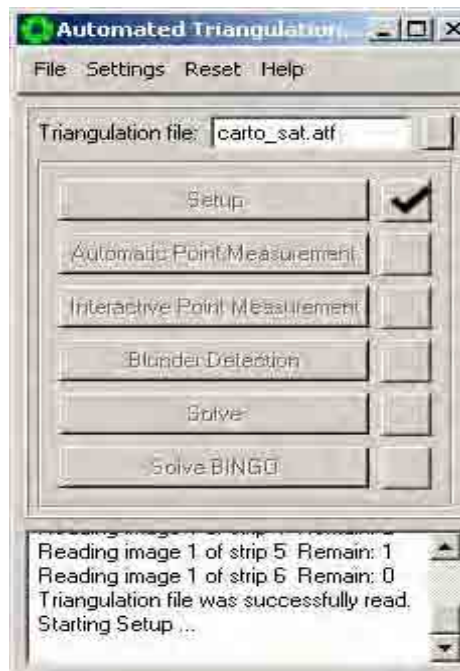 Automated Triangulation
File Settings Reset Help
Triangulation file: carto_sat.atf
Setup
Automatic Point Measurement
Interactive Point Measurement
Blunder Detection
Solve
Solve BINGO
Reading image 1 of strip 5 Remain: 1
Reading image 1 of strip 6 Remain: 0
Triangulation file was successfully read.
Starting Setup ...